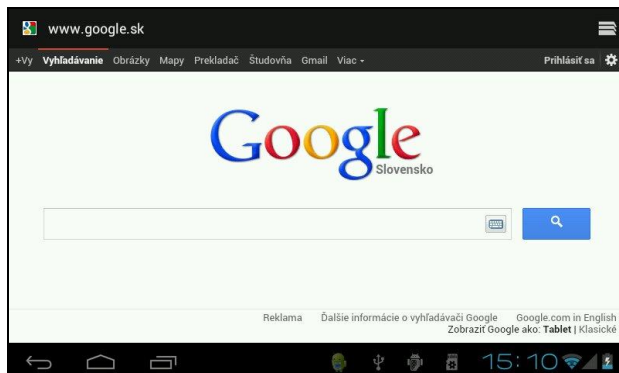 www.google.sk
+Vy Vyhľadávanie Obrázky Mapy Prekladač Študovňa Gmail Viac Prihlásiť sa
Google
Slovensko
Reklama Ďalšie informácie o vyhľadávači Google Google.com in English
Zobraziť Google ako: Tablet | Klasické
15:10